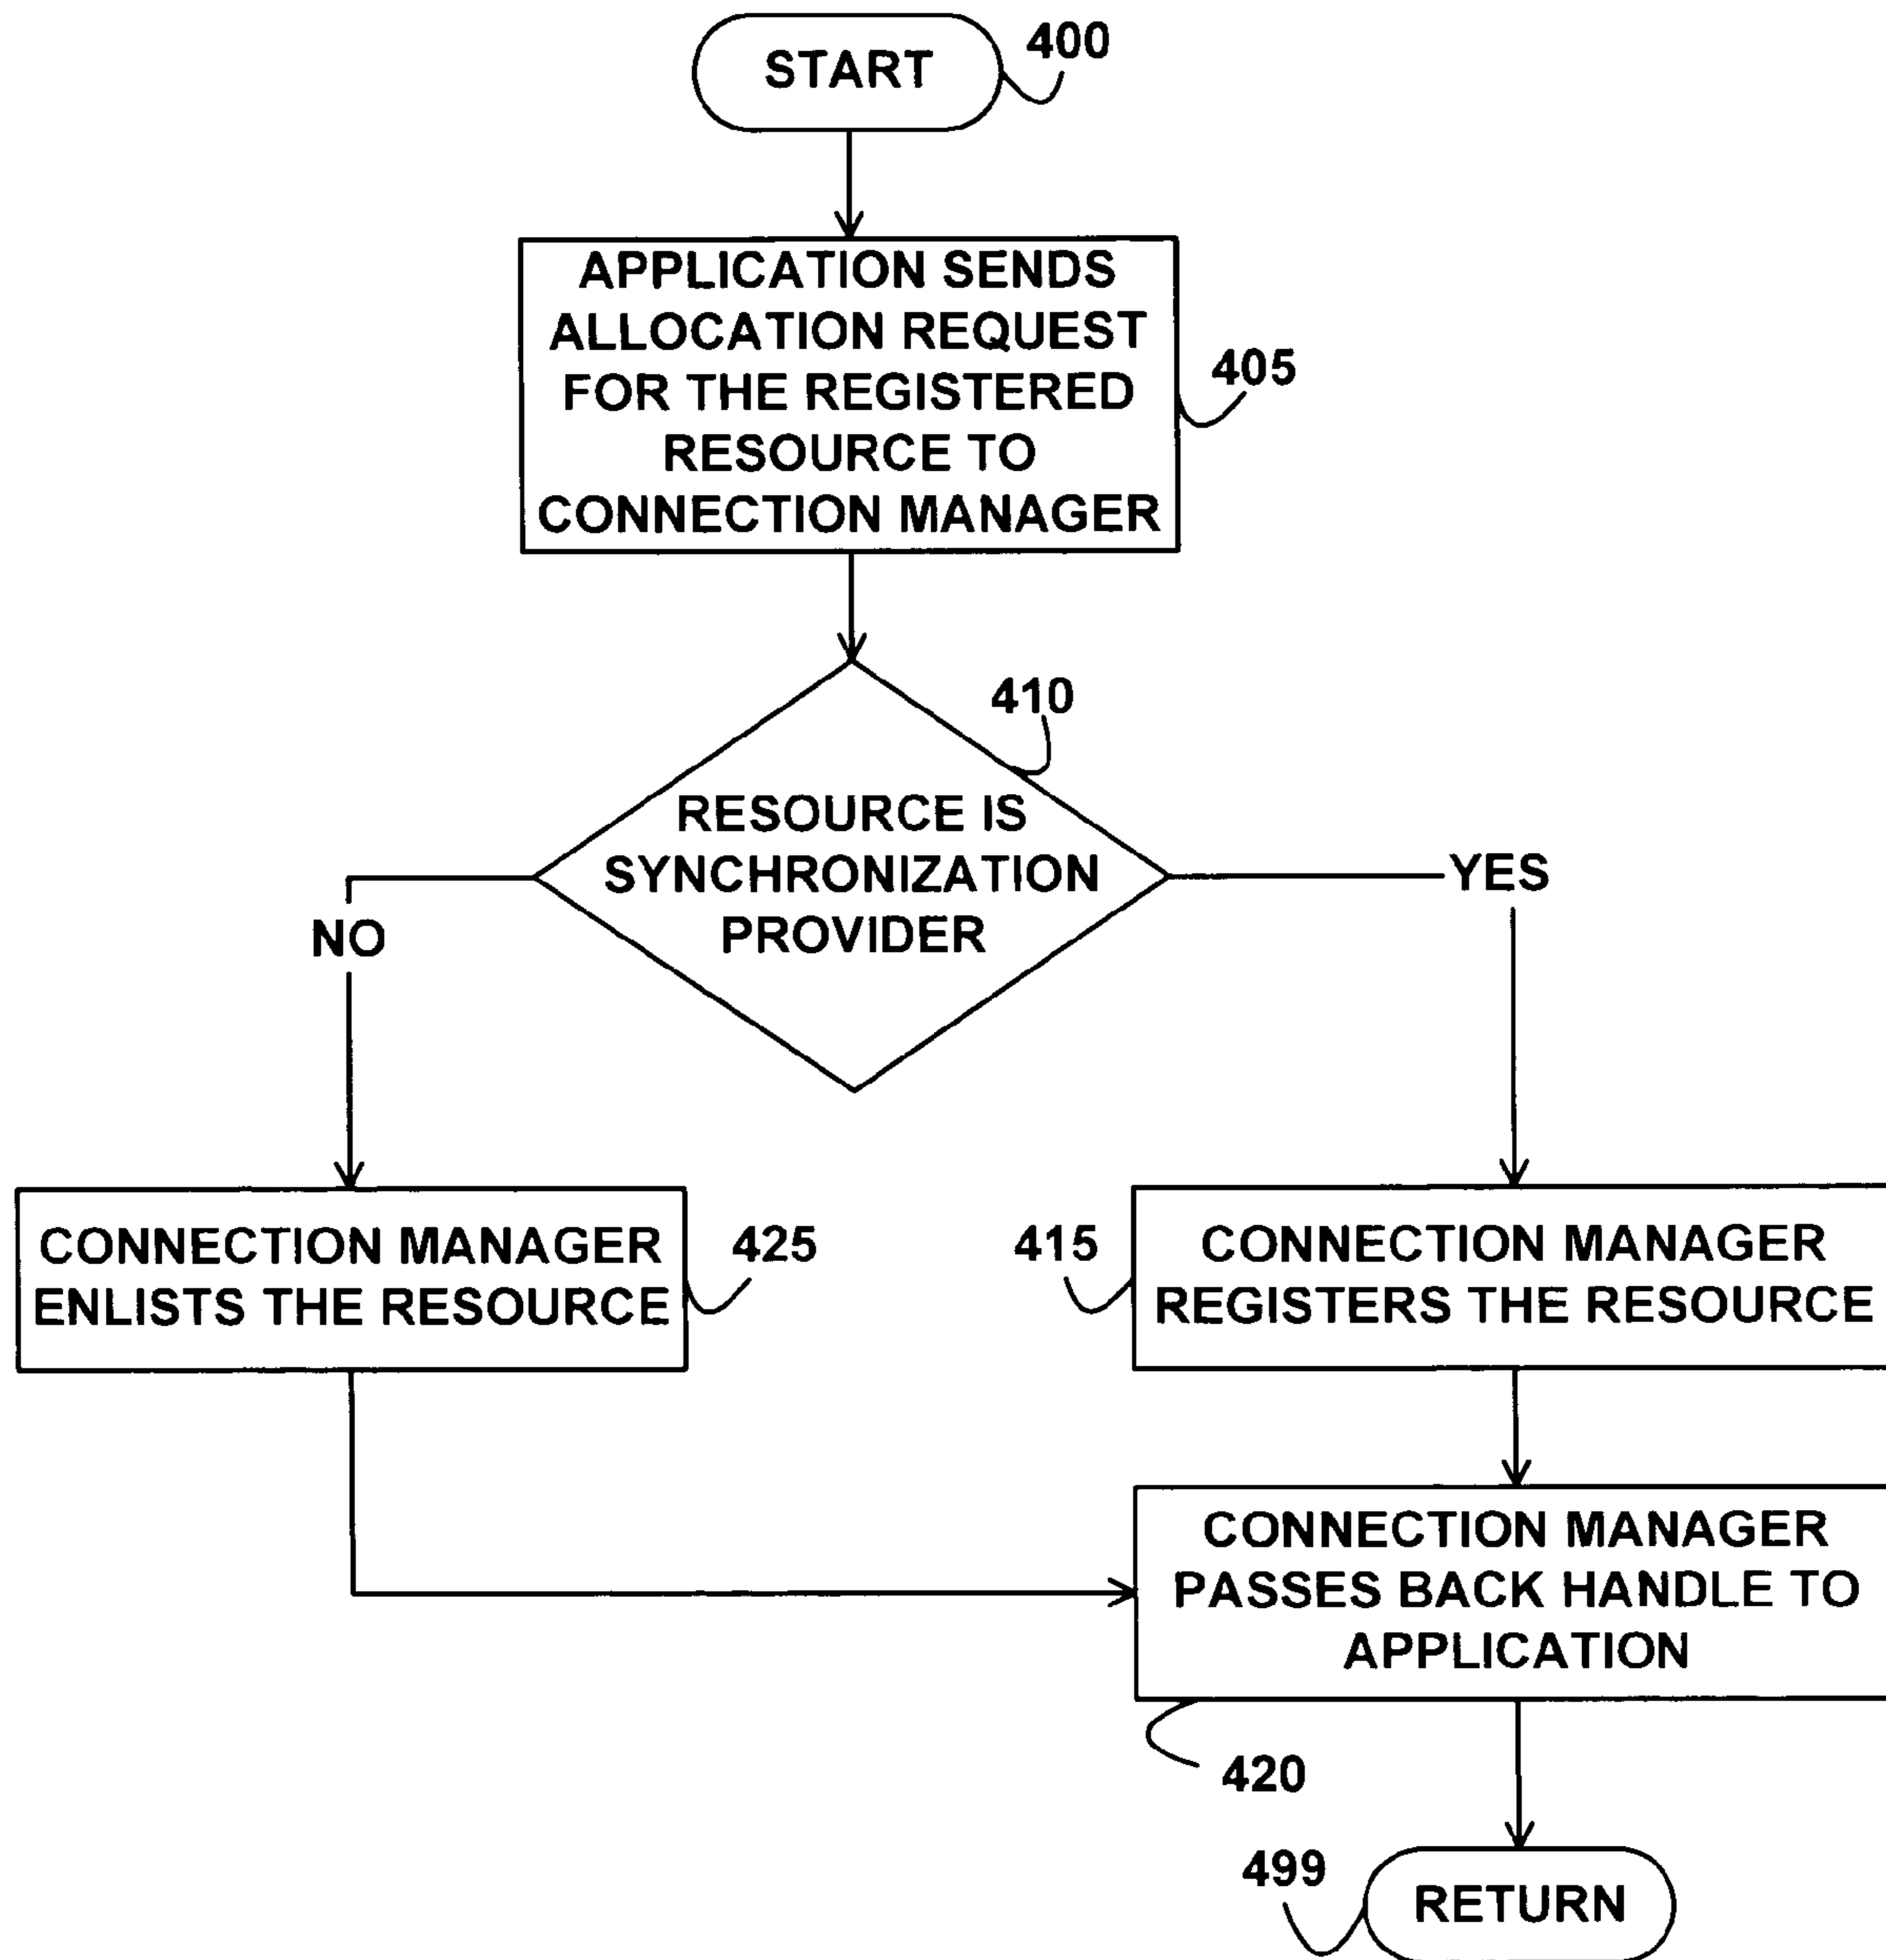 START
400
APPLICATION SENDS
ALLOCATION REQUEST
FOR THE REGISTERED
RESOURCE TO
CONNECTION MANAGER
405
410
RESOURCE IS
SYNCHRONIZATION
PROVIDER
YES
NO
CONNECTION MANAGER
ENLISTS THE RESOURCE
425
415
CONNECTION MANAGER
REGISTERS THE RESOURCE
CONNECTION MANAGER
PASSES BACK HANDLE TO
APPLICATION
420
499
RETURN